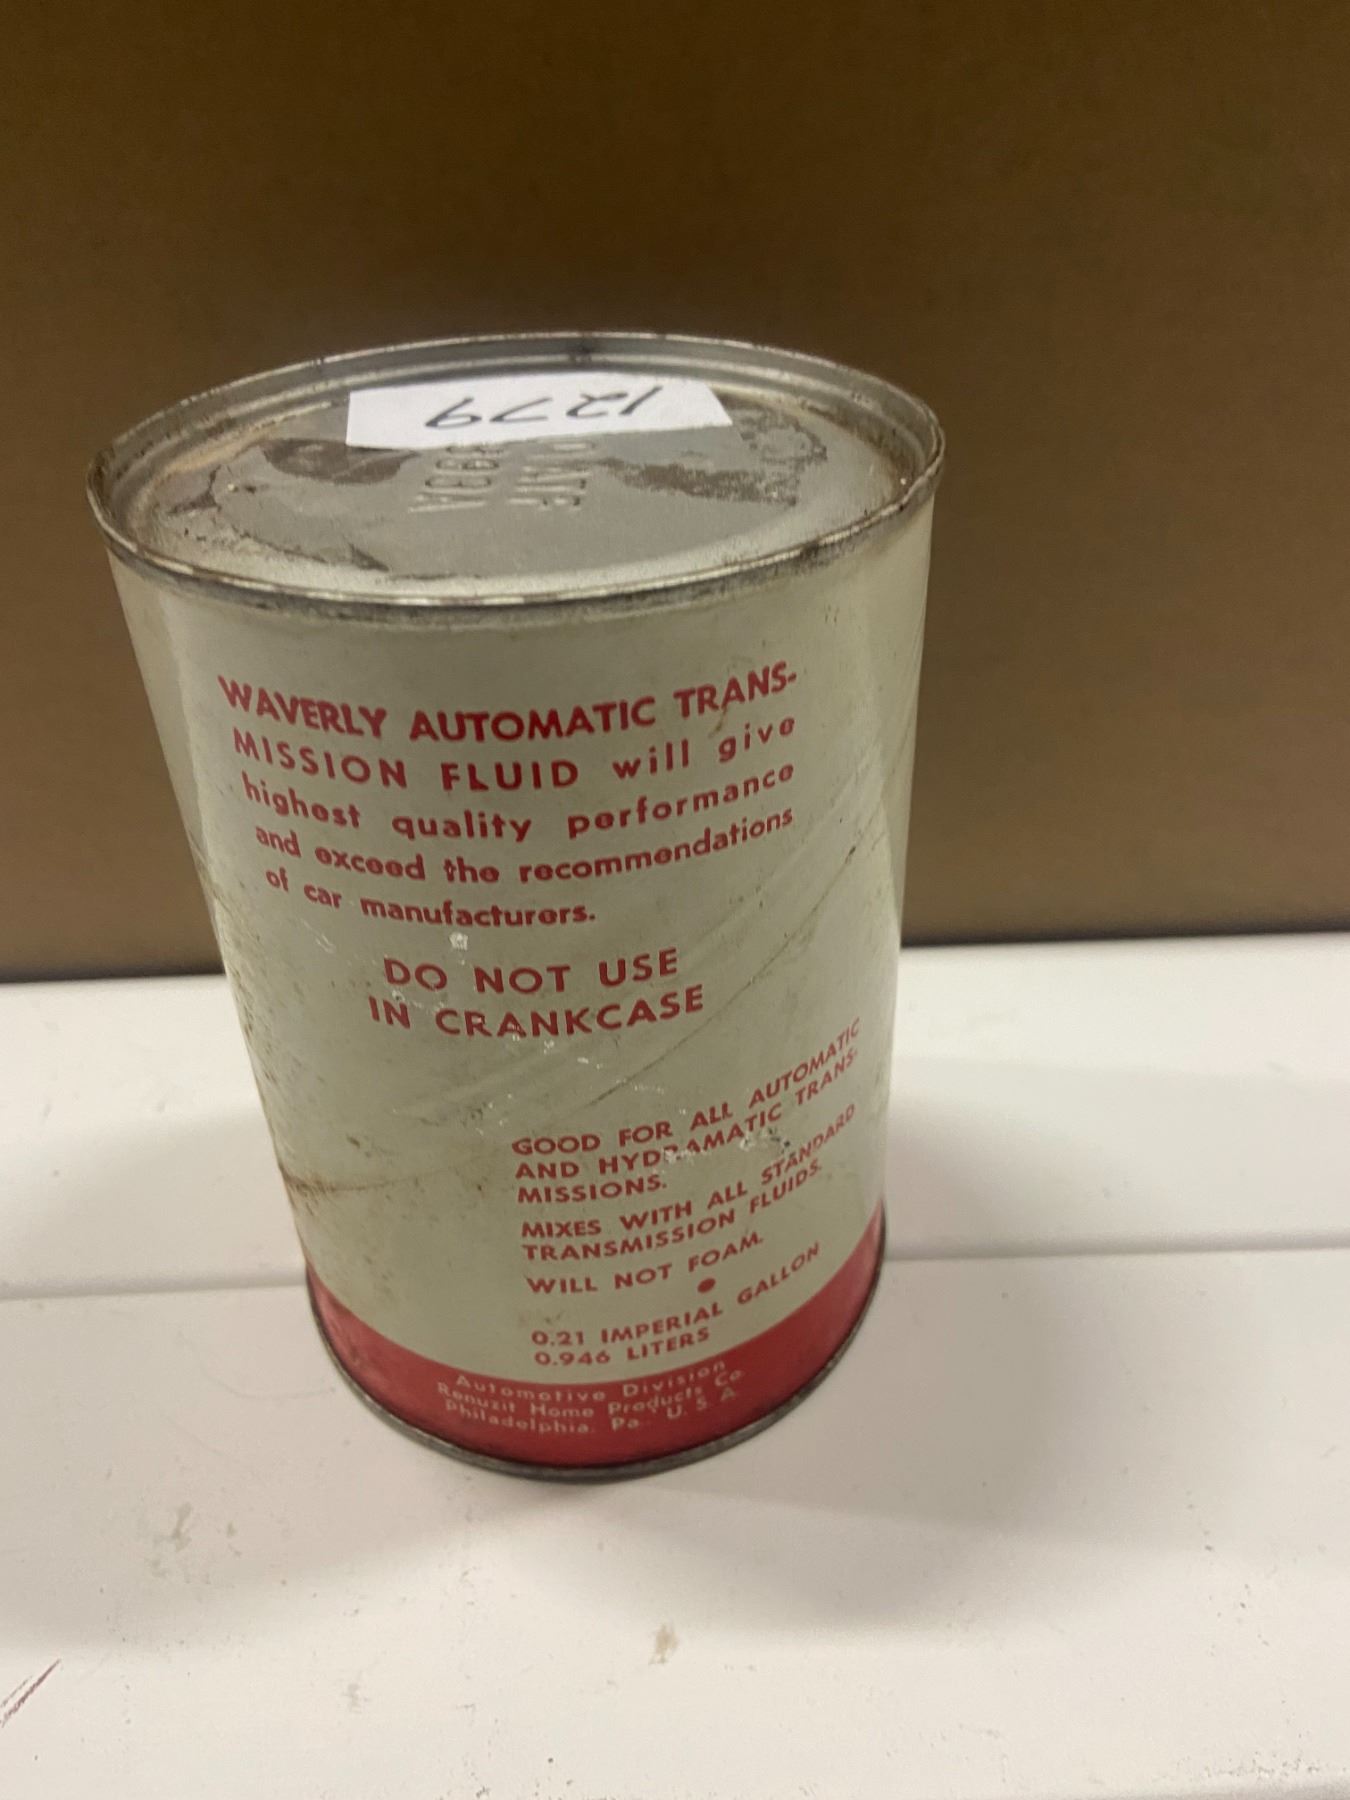 1279
WAVERLY AUTOMATIC TRANS-
MISSION FLUID will give
highest quality performance
and exceed the recommendations
of car manufacturers.
DO NOT USE
IN CRANKCASE
GOOD FOR ALL AUTOMATIC
AND HYDRAMATIC TRANS-
MISSIONS.
MIXES WITH ALL STANDARD
TRANSMISSION FLUIDS.
WILL NOT FOAM.
0.21 IMPERIAL GALLON
0.946 LITERS
Automotive Division
Renuzit Home Products Co.
Philadelphia, Pa. U. S. A.